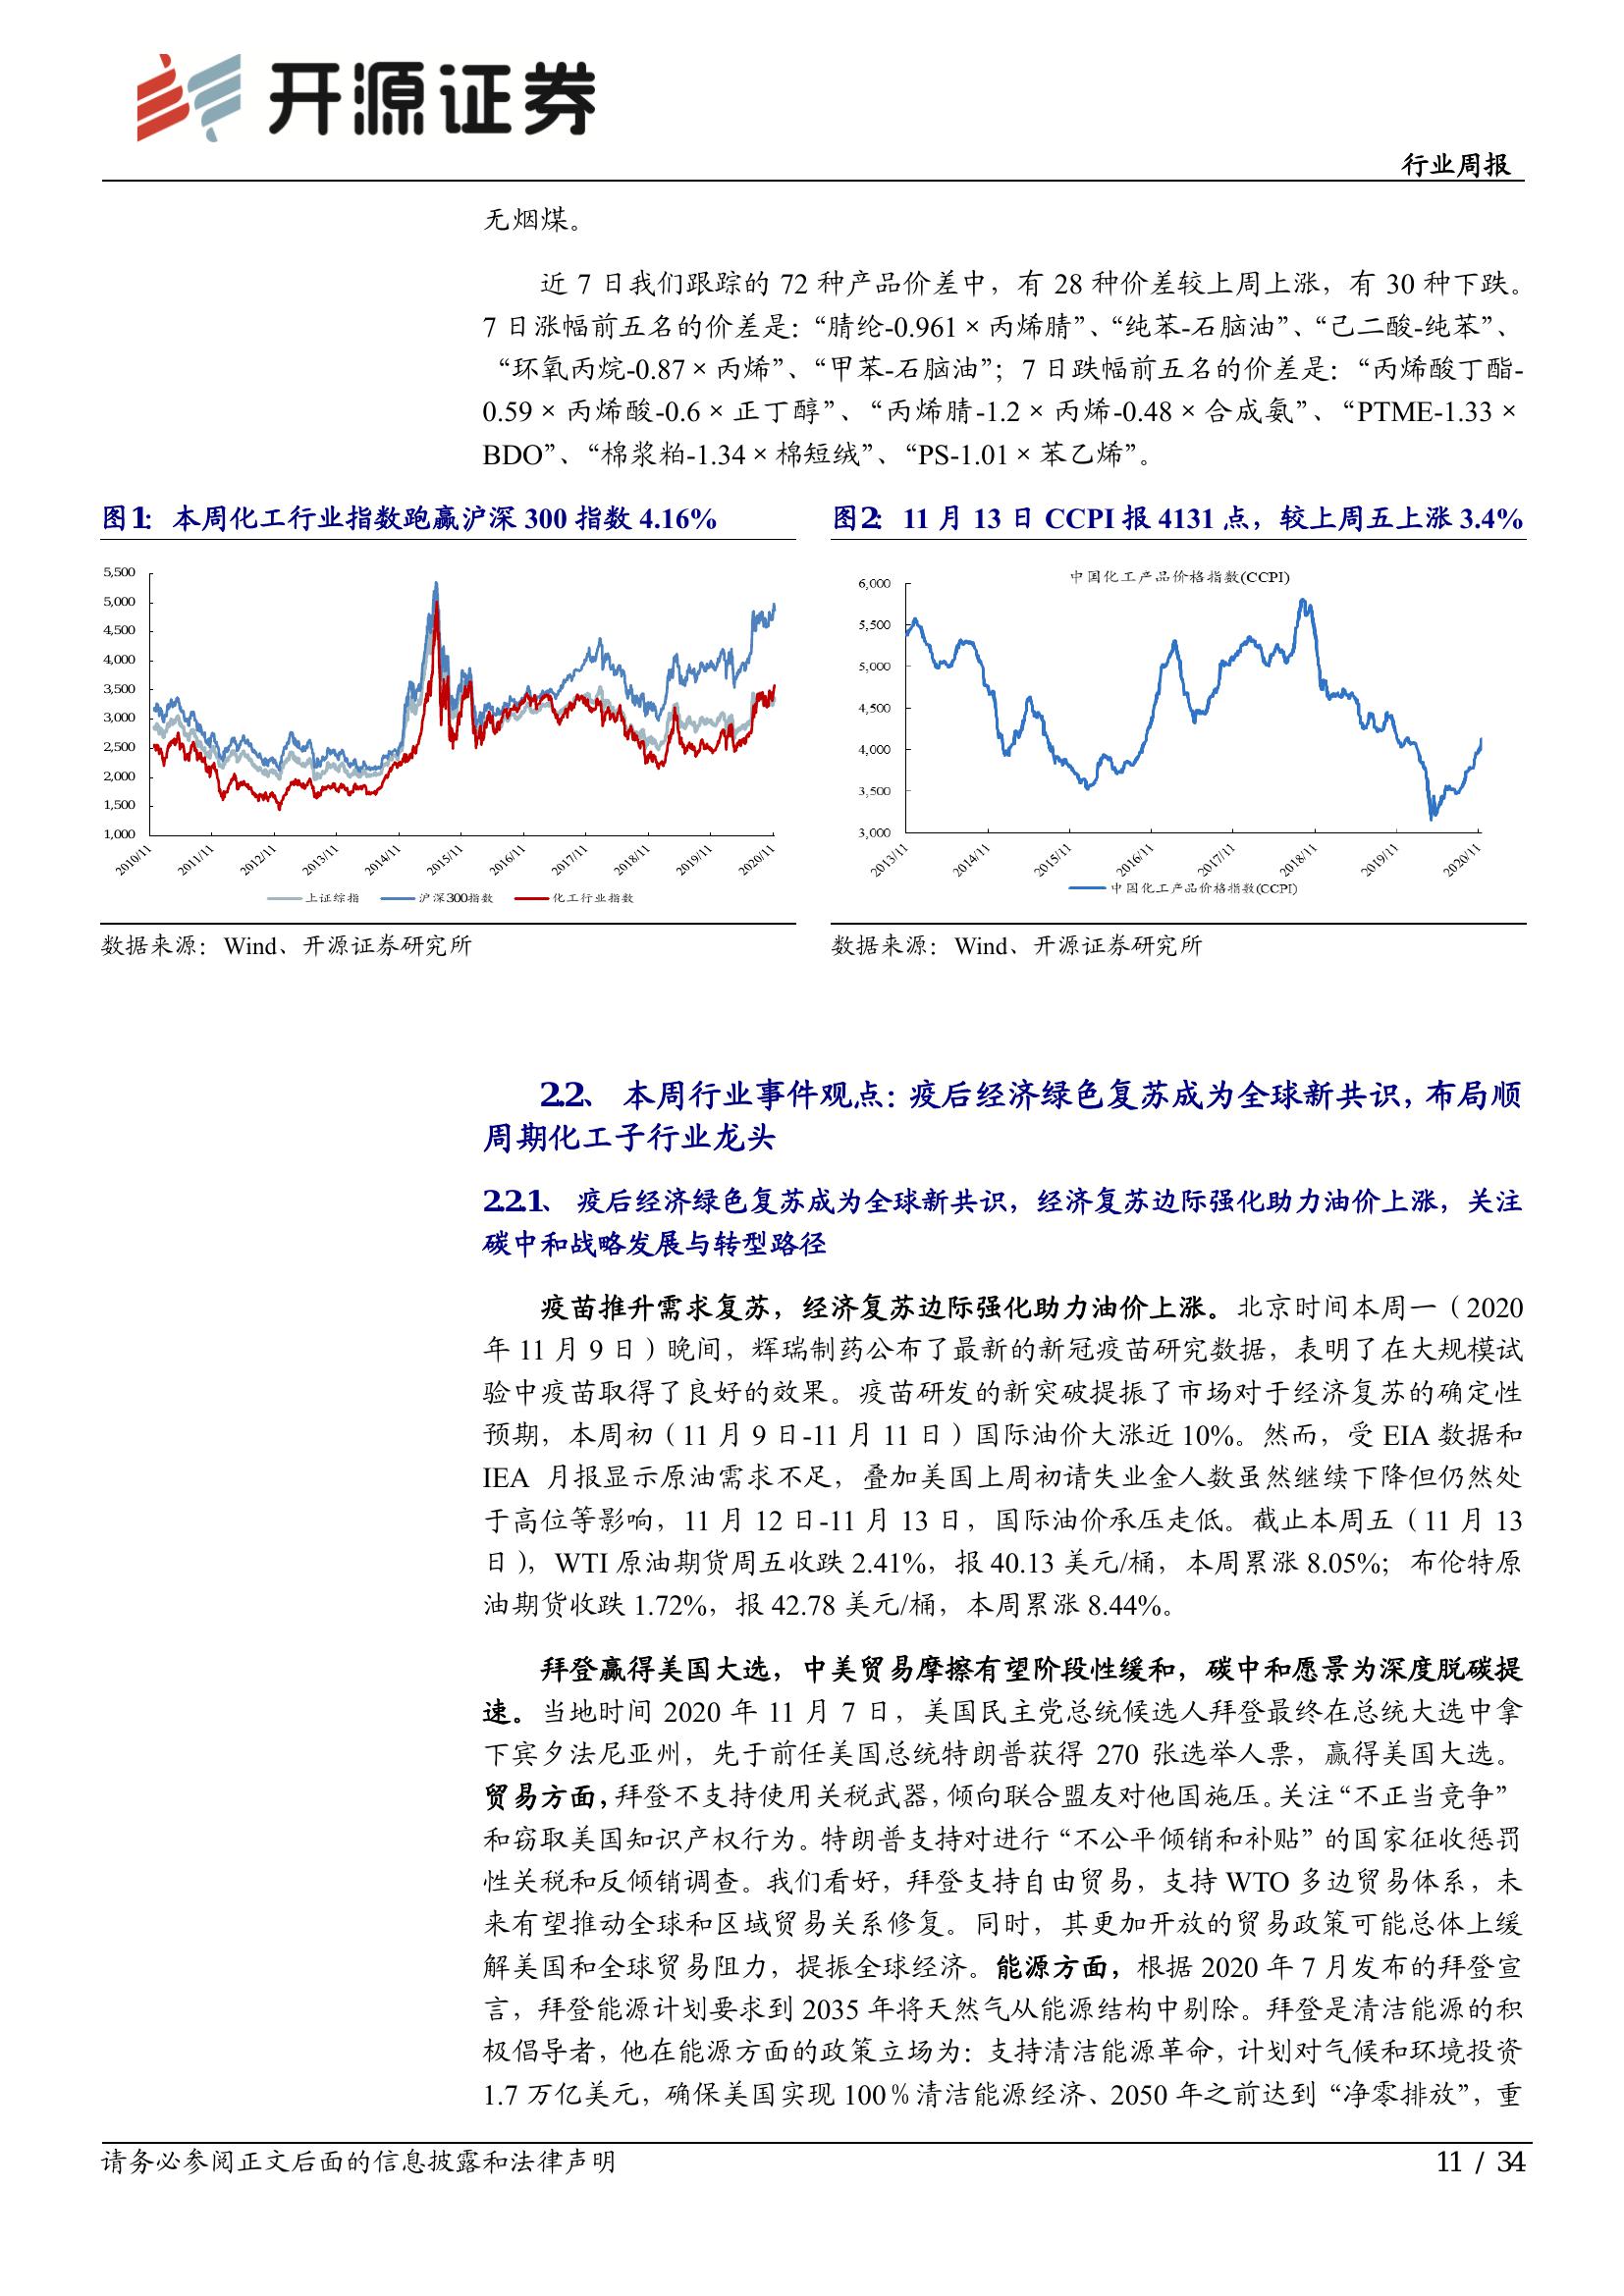 开源证券
行业周报
无烟煤。
近 7 日我们跟踪的 72 种产品价差中，有 28 种价差较上周上涨，有 30 种下跌。
7 日涨幅前五名的价差是：“腈纶-0.961×丙烯腈”、“纯苯-石脑油”、“己二酸-纯苯”、
“环氧丙烷-0.87×丙烯”、“甲苯-石脑油”；7 日跌幅前五名的价差是：“丙烯酸丁酯-
0.59×丙烯酸-0.6×正丁醇”、“丙烯腈-1.2×丙烯-0.48×合成氨”、“PTME-1.33×
BDO”、“棉浆粕-1.34×棉短绒”、“PS-1.01×苯乙烯”。
图1： 本周化工行业指数跑赢沪深 300 指数 4.16%
5,500
5,000
4,500
4,000
3,500
3,000
2,500
2,000
1,500
1,000
2010/11
2011/11
2012/11
2013/11
2014/11
2015/11
2016/11
2017/11
2018/11
2019/11
2020/11
上证综指 沪深300指数 化工行业指数
数据来源：Wind、开源证券研究所
图2： 11 月 13 日 CCPI 报 4131 点，较上周五上涨 3.4%
中国化工产品价格指数(CCPI)
6,000
5,500
5,000
4,500
4,000
3,500
3,000
2013/11
2014/11
2015/11
2016/11
2017/11
2018/11
2019/11
2020/11
中国化工产品价格指数(CCPI)
数据来源：Wind、开源证券研究所
2.2、 本周行业事件观点：疫后经济绿色复苏成为全球新共识，布局顺
周期化工子行业龙头
2.2.1、 疫后经济绿色复苏成为全球新共识，经济复苏边际强化助力油价上涨，关注
碳中和战略发展与转型路径
疫苗推升需求复苏，经济复苏边际强化助力油价上涨。北京时间本周一（2020
年 11 月 9 日）晚间，辉瑞制药公布了最新的新冠疫苗研究数据，表明了在大规模试
验中疫苗取得了良好的效果。疫苗研发的新突破提振了市场对于经济复苏的确定性
预期，本周初（11 月 9 日-11 月 11 日）国际油价大涨近 10%。然而，受 EIA 数据和
IEA 月报显示原油需求不足，叠加美国上周初请失业金人数虽然继续下降但仍然处
于高位等影响，11 月 12 日-11 月 13 日，国际油价承压走低。截止本周五（11 月 13
日），WTI 原油期货周五收跌 2.41%，报 40.13 美元/桶，本周累涨 8.05%；布伦特原
油期货收跌 1.72%，报 42.78 美元/桶，本周累涨 8.44%。
拜登赢得美国大选，中美贸易摩擦有望阶段性缓和，碳中和愿景为深度脱碳提
速。当地时间 2020 年 11 月 7 日，美国民主党总统候选人拜登最终在总统大选中拿
下宾夕法尼亚州，先于前任美国总统特朗普获得 270 张选举人票，赢得美国大选。
贸易方面，拜登不支持使用关税武器，倾向联合盟友对他国施压。关注“不正当竞争”
和窃取美国知识产权行为。特朗普支持对进行“不公平倾销和补贴”的国家征收惩罚
性关税和反倾销调查。我们看好，拜登支持自由贸易，支持 WTO 多边贸易体系，未
来有望推动全球和区域贸易关系修复。同时，其更加开放的贸易政策可能总体上缓
解美国和全球贸易阻力，提振全球经济。能源方面，根据 2020 年 7 月发布的拜登宣
言，拜登能源计划要求到 2035 年将天然气从能源结构中剔除。拜登是清洁能源的积
极倡导者，他在能源方面的政策立场为：支持清洁能源革命，计划对气候和环境投资
1.7 万亿美元，确保美国实现 100％清洁能源经济、2050 年之前达到“净零排放”，重
请务必参阅正文后面的信息披露和法律声明
11 / 34